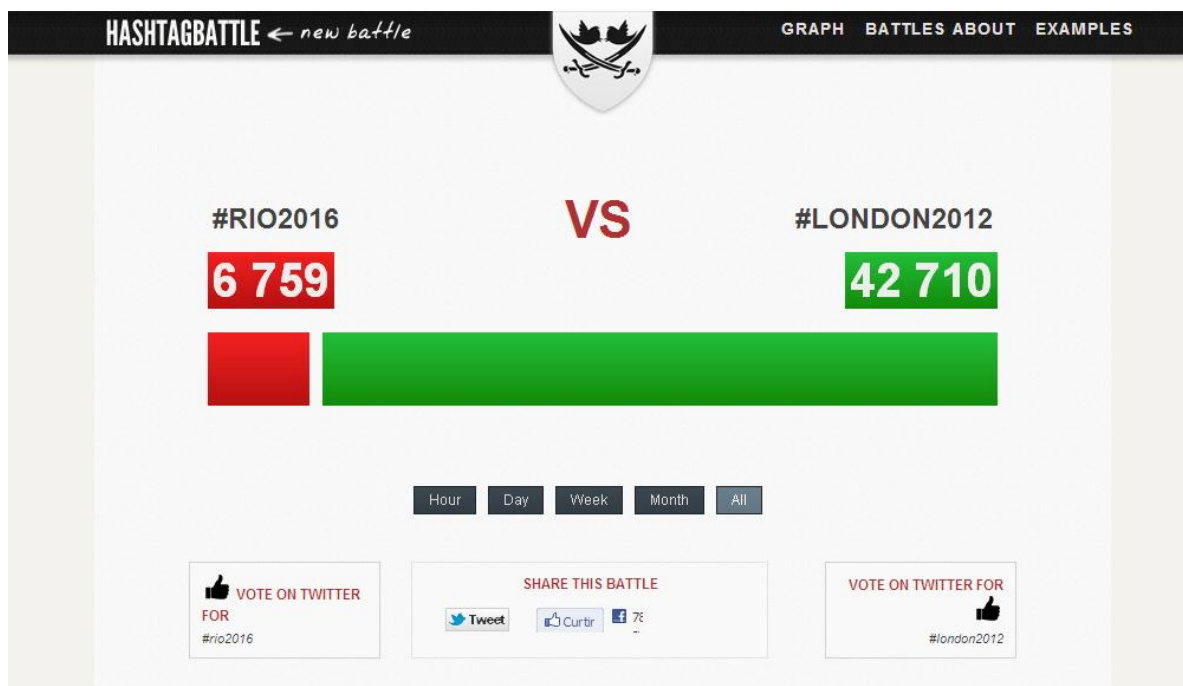 HASHTAGBATTLE ← new battle
GRAPH BATTLES ABOUT EXAMPLES
#RIO2016
VS
#LONDON2012
6 759
42 710
Hour Day Week Month All
VOTE ON TWITTER
FOR
#rio2016
SHARE THIS BATTLE
Tweet Curtir
VOTE ON TWITTER FOR
#london2012